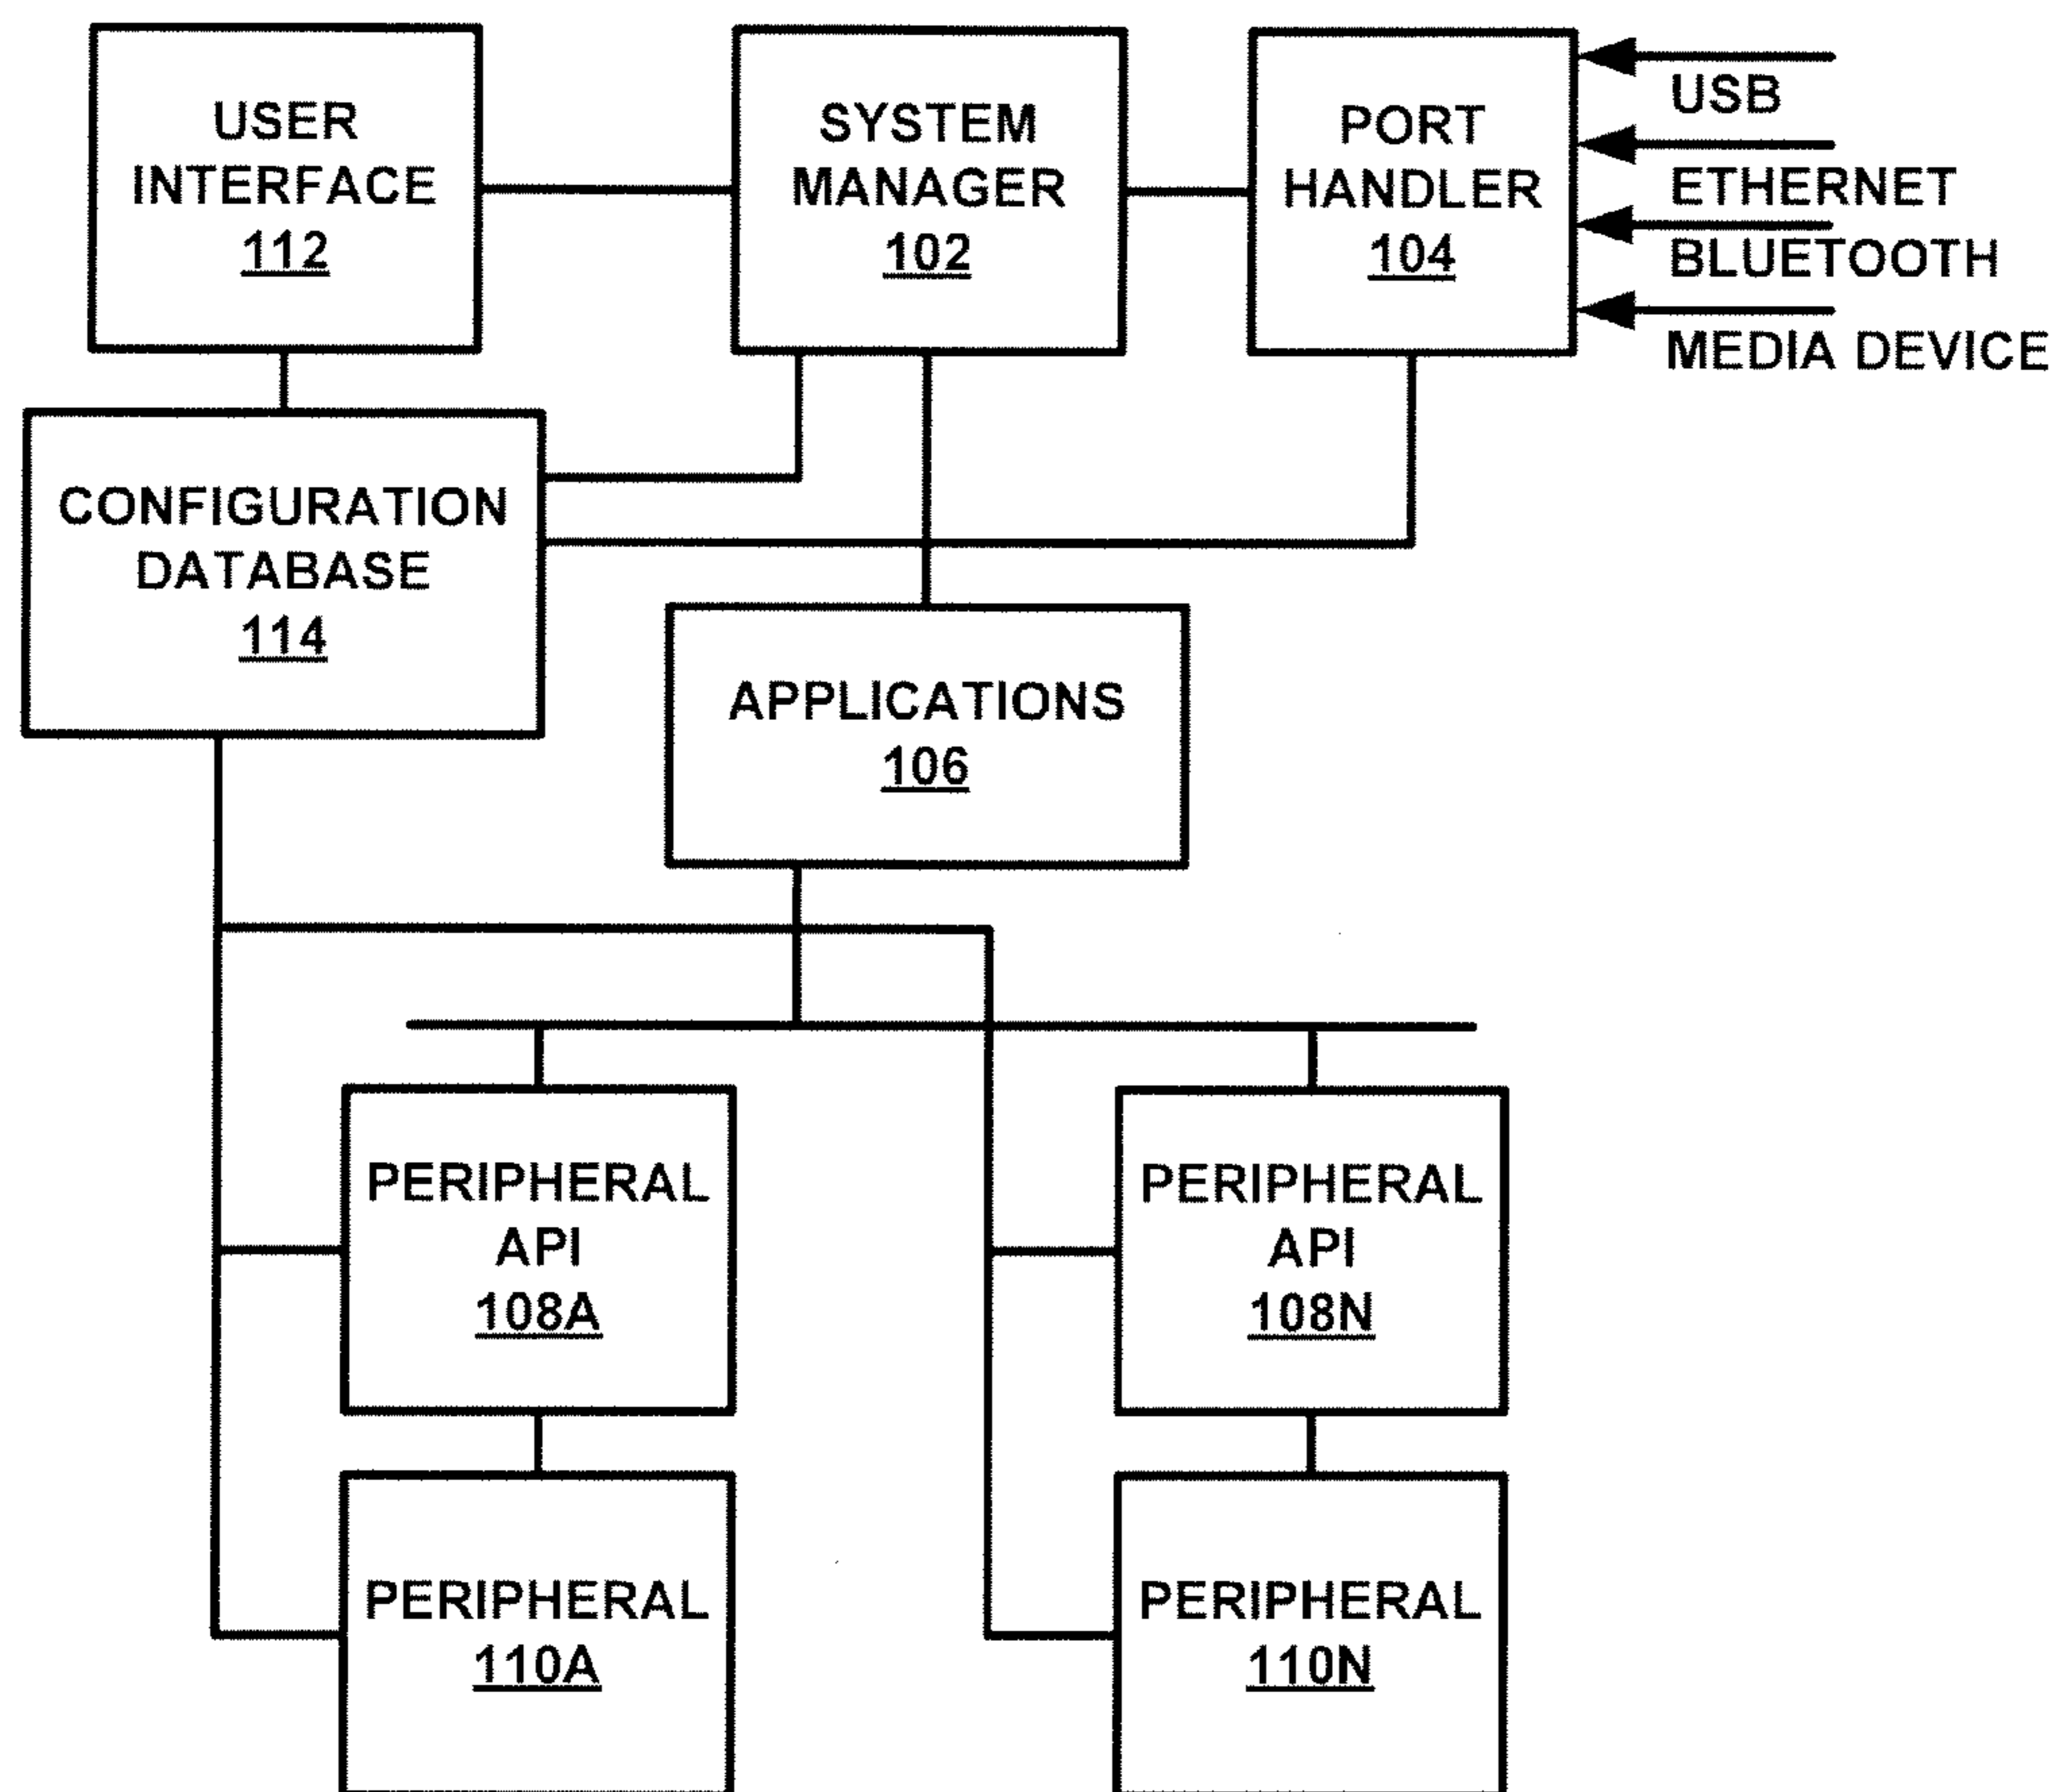 USER
INTERFACE
112
SYSTEM
MANAGER
102
PORT
HANDLER
104
USB
ETHERNET
BLUETOOTH
MEDIA DEVICE
CONFIGURATION
DATABASE
114
APPLICATIONS
106
PERIPHERAL
API
108A
PERIPHERAL
API
108N
PERIPHERAL
110A
PERIPHERAL
110N